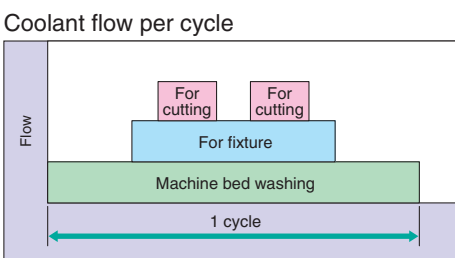 Coolant flow per cycle
Flow
For
cutting
For
cutting
For fixture
Machine bed washing
1 cycle